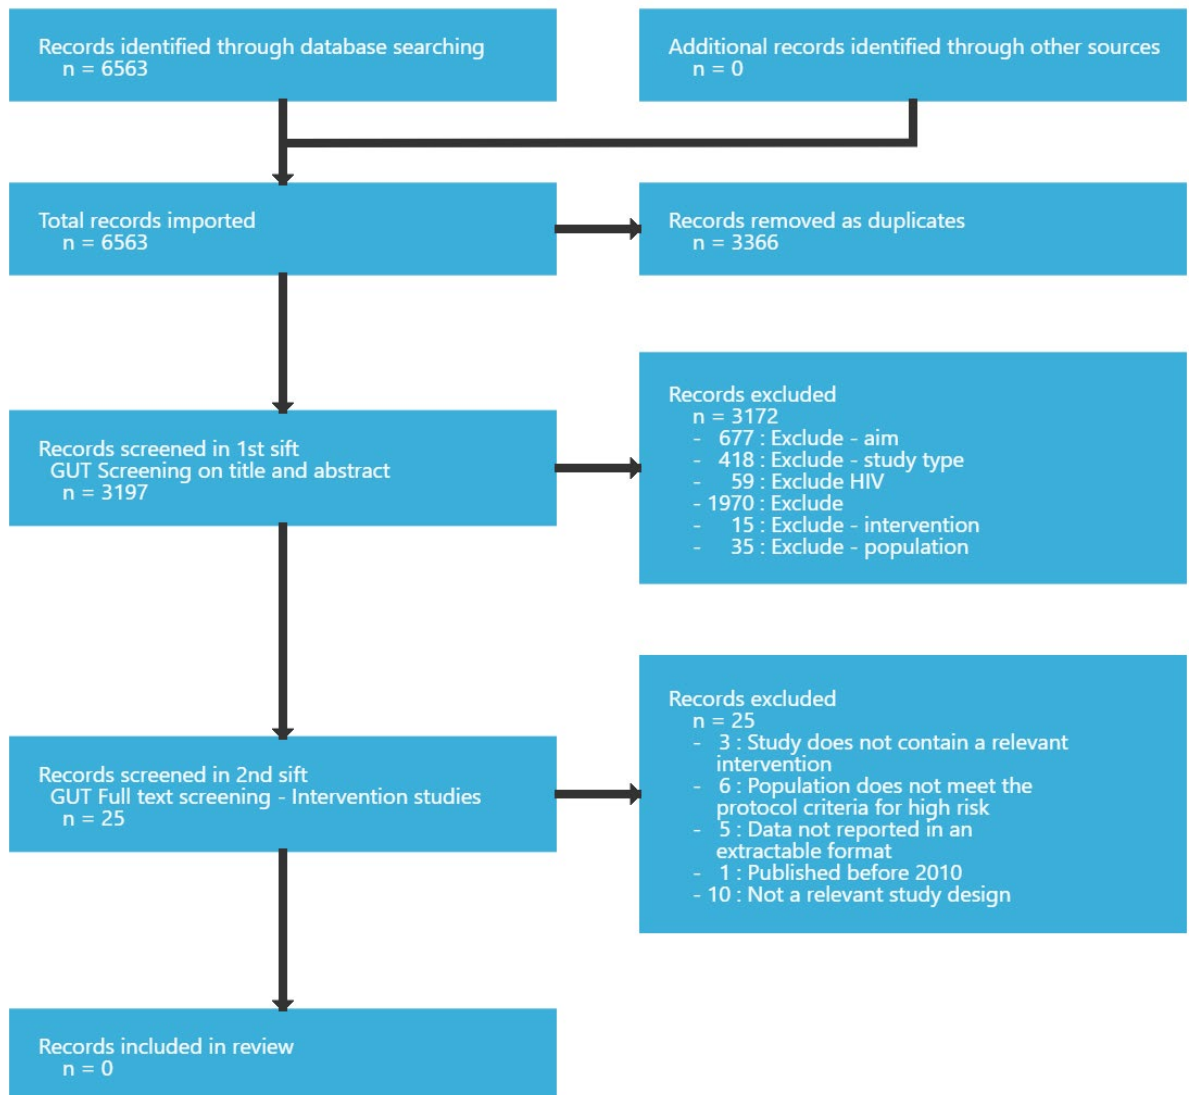 Records identified through database searching
n = 6563
Additional records identified through other sources
n = 0
Total records imported
n = 6563
Records removed as duplicates
n = 3366
Records screened in 1st sift
GUT Screening on title and abstract
n = 3197
Records excluded
n = 3172
- 677 : Exclude - aim
- 418 : Exclude - study type
- 59 : Exclude HIV
- 1970 : Exclude
- 15 : Exclude - intervention
- 35 : Exclude - population
Records screened in 2nd sift
GUT Full text screening - Intervention studies
n = 25
Records excluded
n = 25
- 3 : Study does not contain a relevant
intervention
- 6 : Population does not meet the
protocol criteria for high risk
- 5 : Data not reported in an
extractable format
- 1 : Published before 2010
- 10 : Not a relevant study design
Records included in review
n = 0